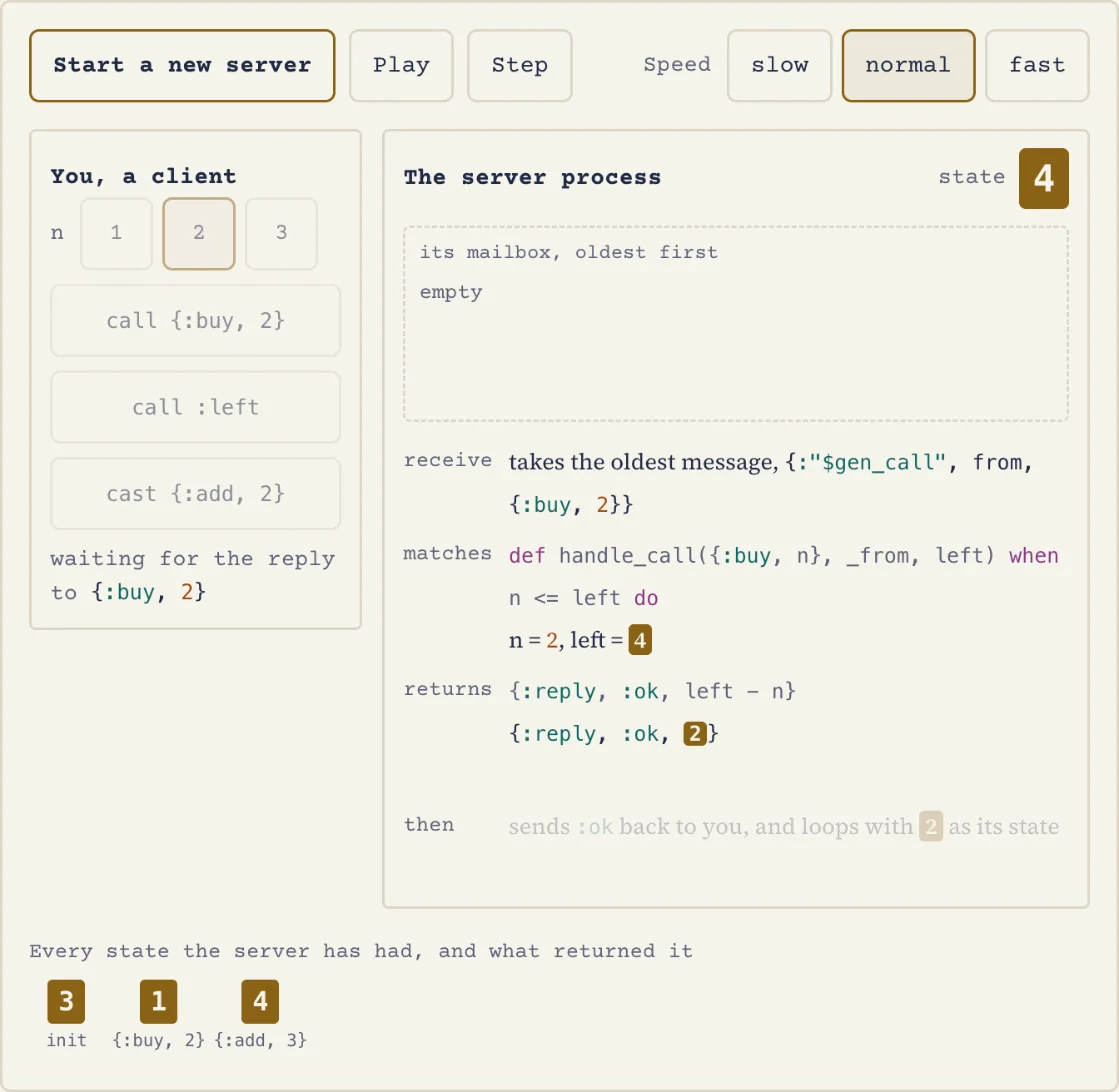 Start a new server Play Step Speed slow normal fast
You, a client
n 1 2 3
call {:buy, 2}
call :left
cast {:add, 2}
waiting for the reply
to {:buy, 2}
The server process state 4
its mailbox, oldest first
empty
receive takes the oldest message, {:"$gen_call", from,
{:buy, 2}}
matches def handle_call({:buy, n}, _from, left) when
n <= left do
n = 2, left = 4
returns {:reply, :ok, left − n}
{:reply, :ok, 2}
then sends :ok back to you, and loops with 2 as its state
Every state the server has had, and what returned it
3 1 4
init {:buy, 2} {:add, 3}